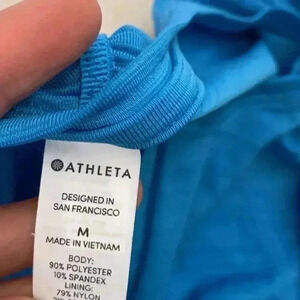 ATHLETA
DESIGNED IN
SAN FRANCISCO
M
MADE IN VIETNAM
BODY:
90% POLYESTER
10% SPANDEX
LINING:
79% NYLON